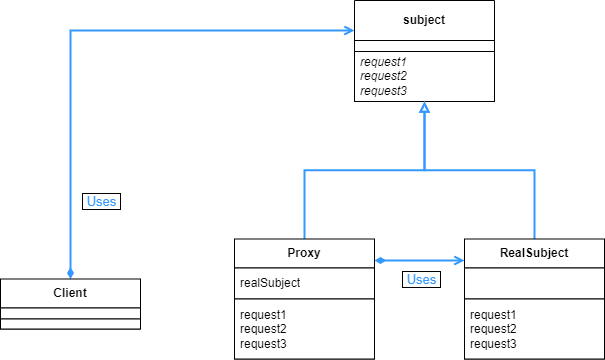 subject
request1
request2
request3
Uses
Proxy
realSubject
request1
request2
request3
Uses
RealSubject
request1
request2
request3
Client